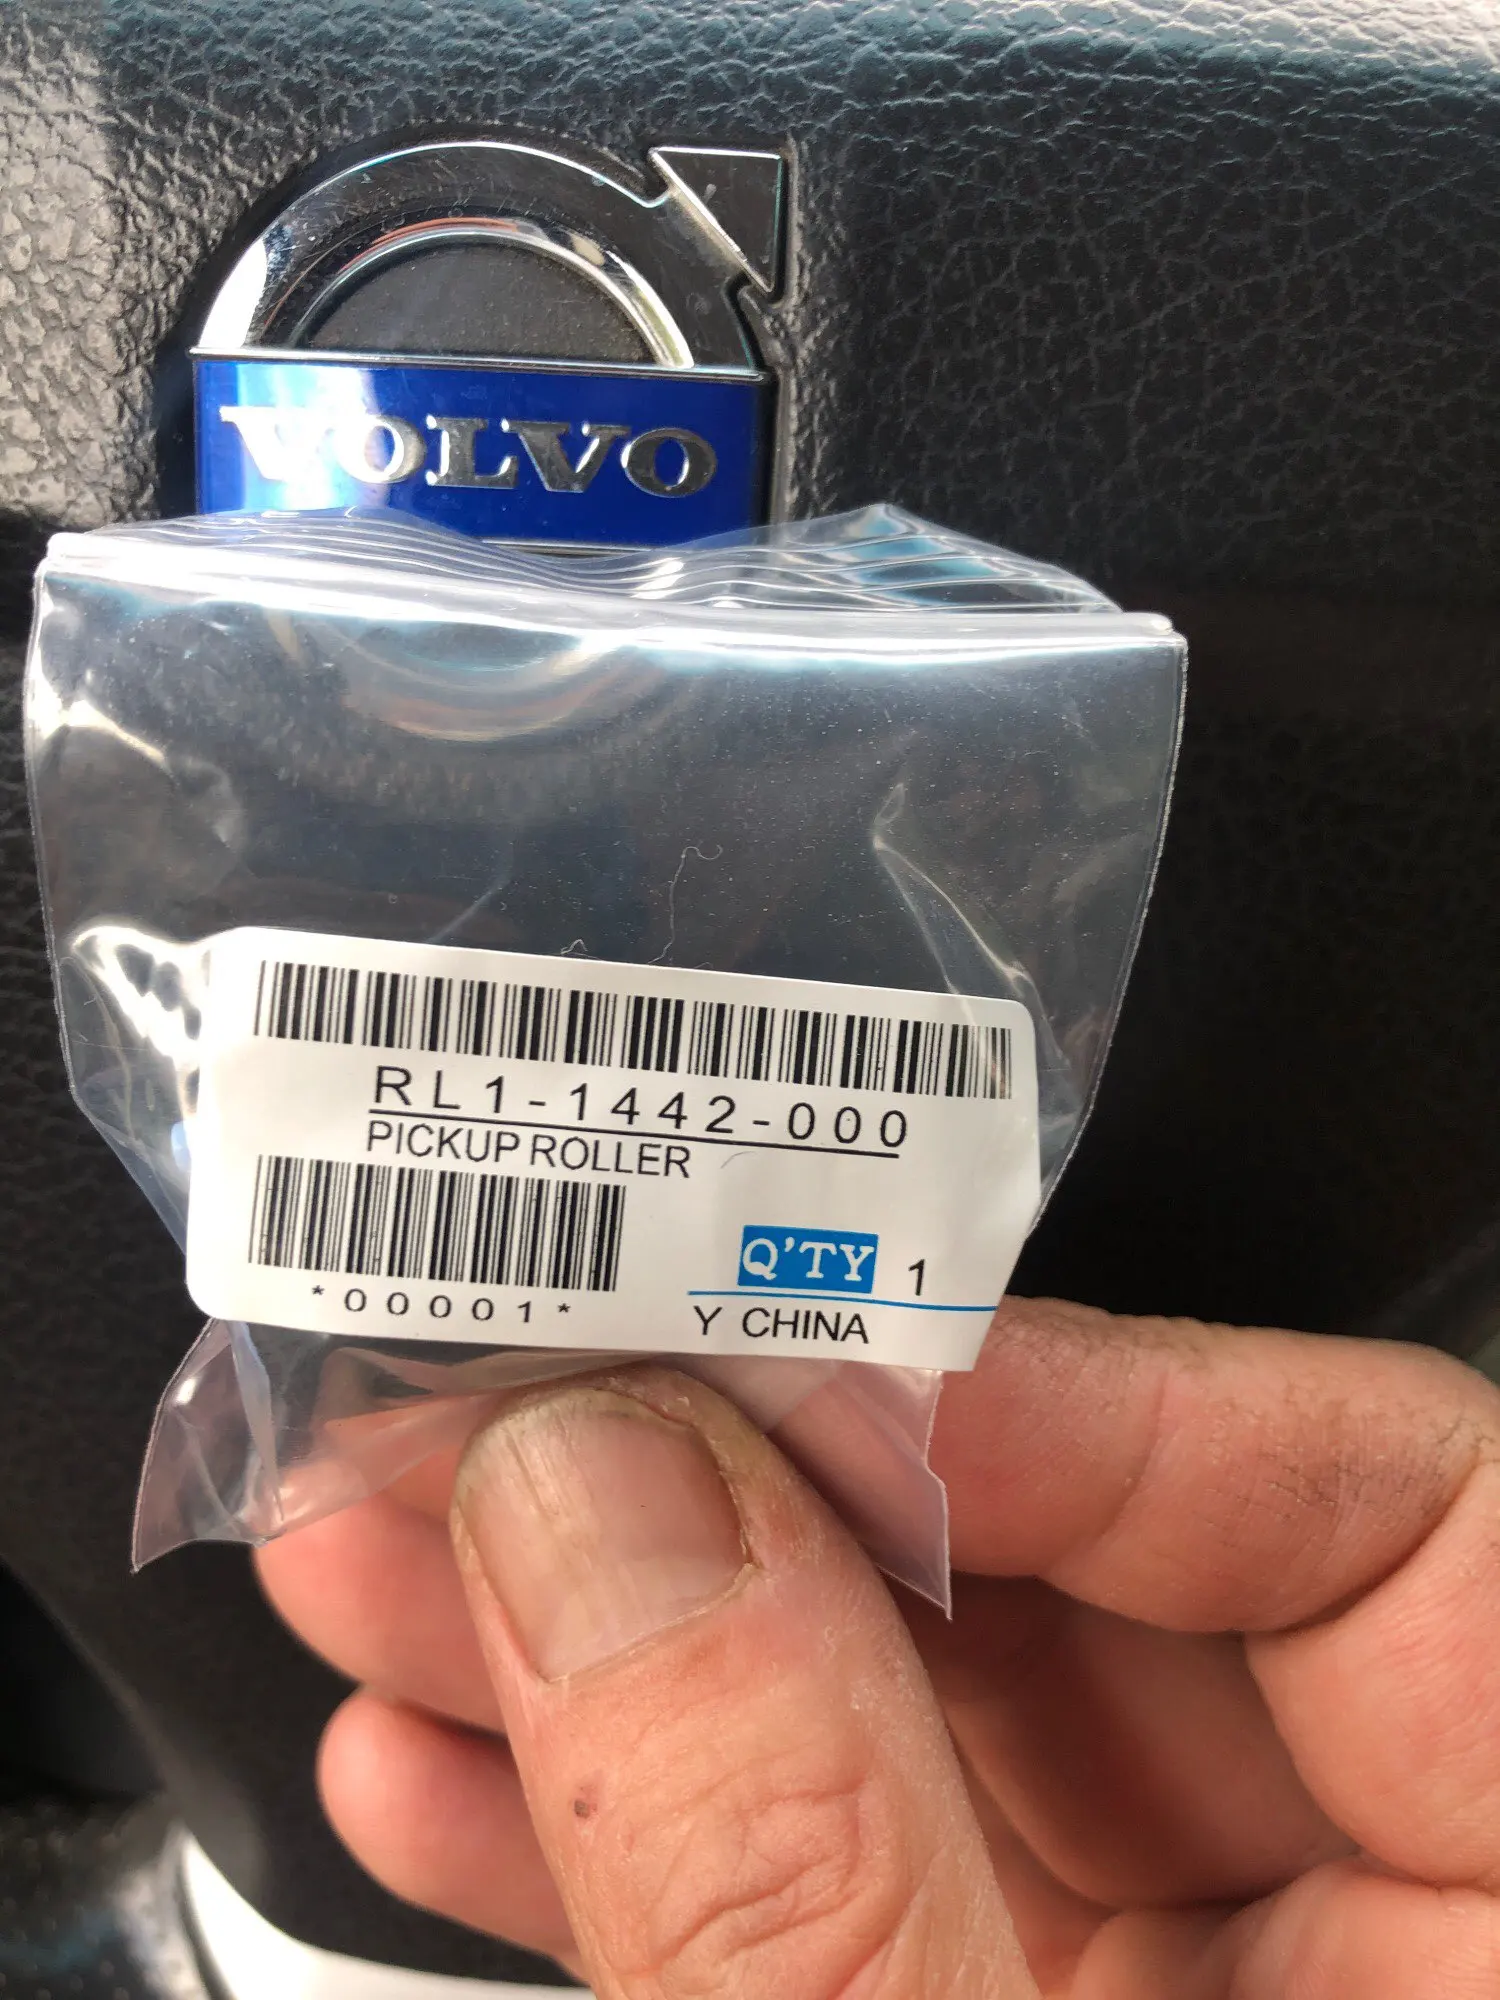 VOLVO
RL1-1442-000
PICKUP ROLLER
Q'TY 1
*00001*
Y CHINA